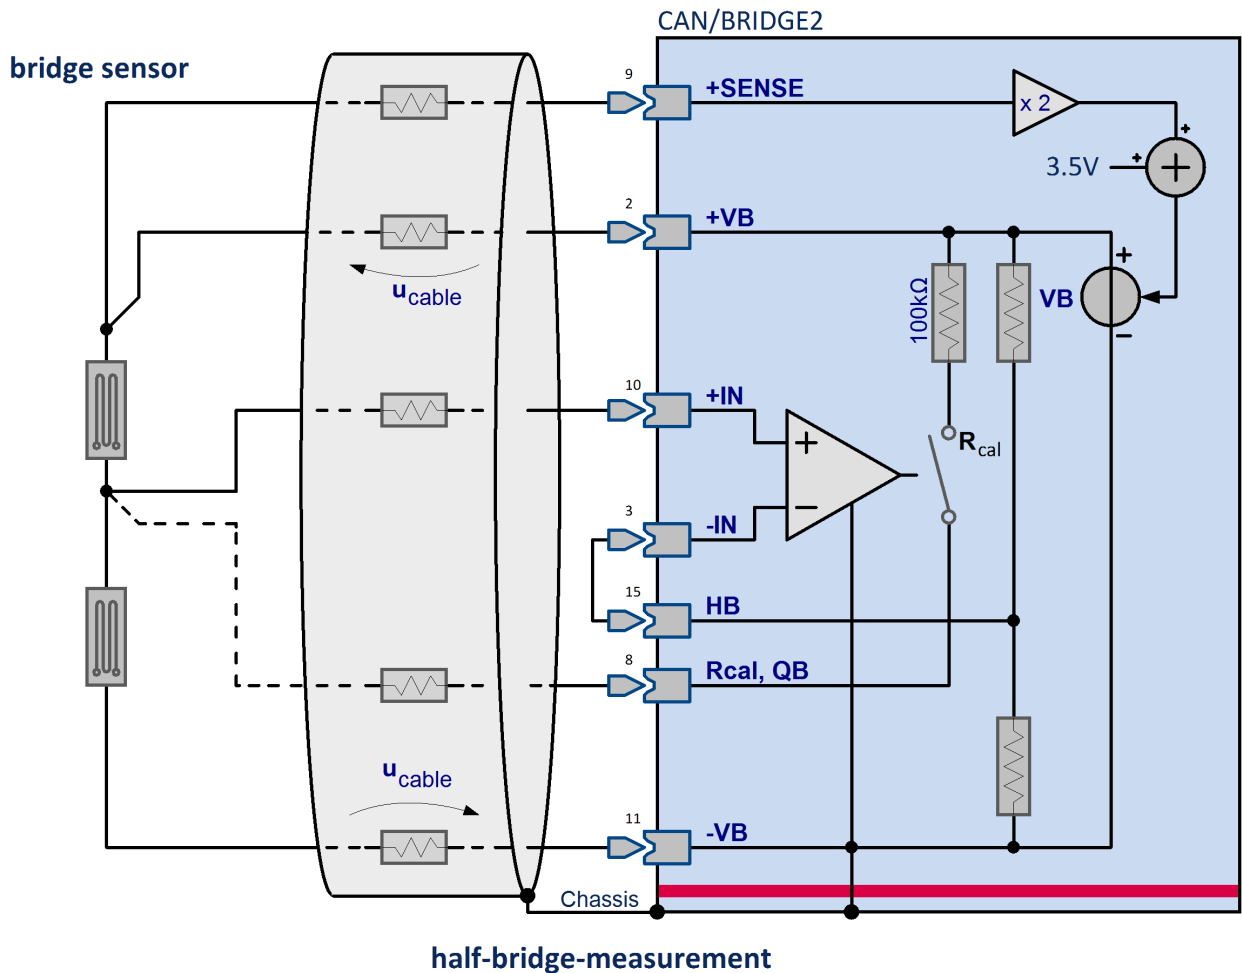 CAN/BRIDGE2
bridge sensor
9
+SENSE
x 2
+
3.5V
+
+
2
+VB
+
100kΩ
VB
u cable
−
10
+IN
+
Rcal
3
-IN
−
15
HB
8
Rcal, QB
u cable
11
-VB
Chassis
half-bridge-measurement